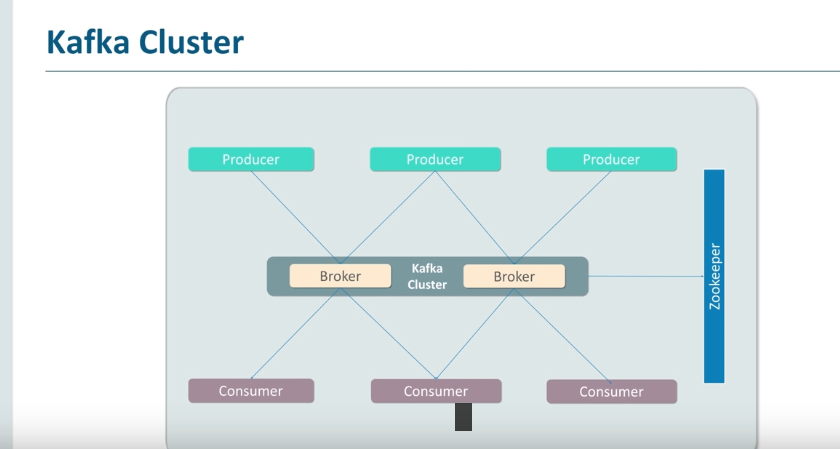 Kafka Cluster
Producer
Producer
Producer
Broker
Kafka
Cluster
Broker
Zookeeper
Consumer
Consumer
Consumer